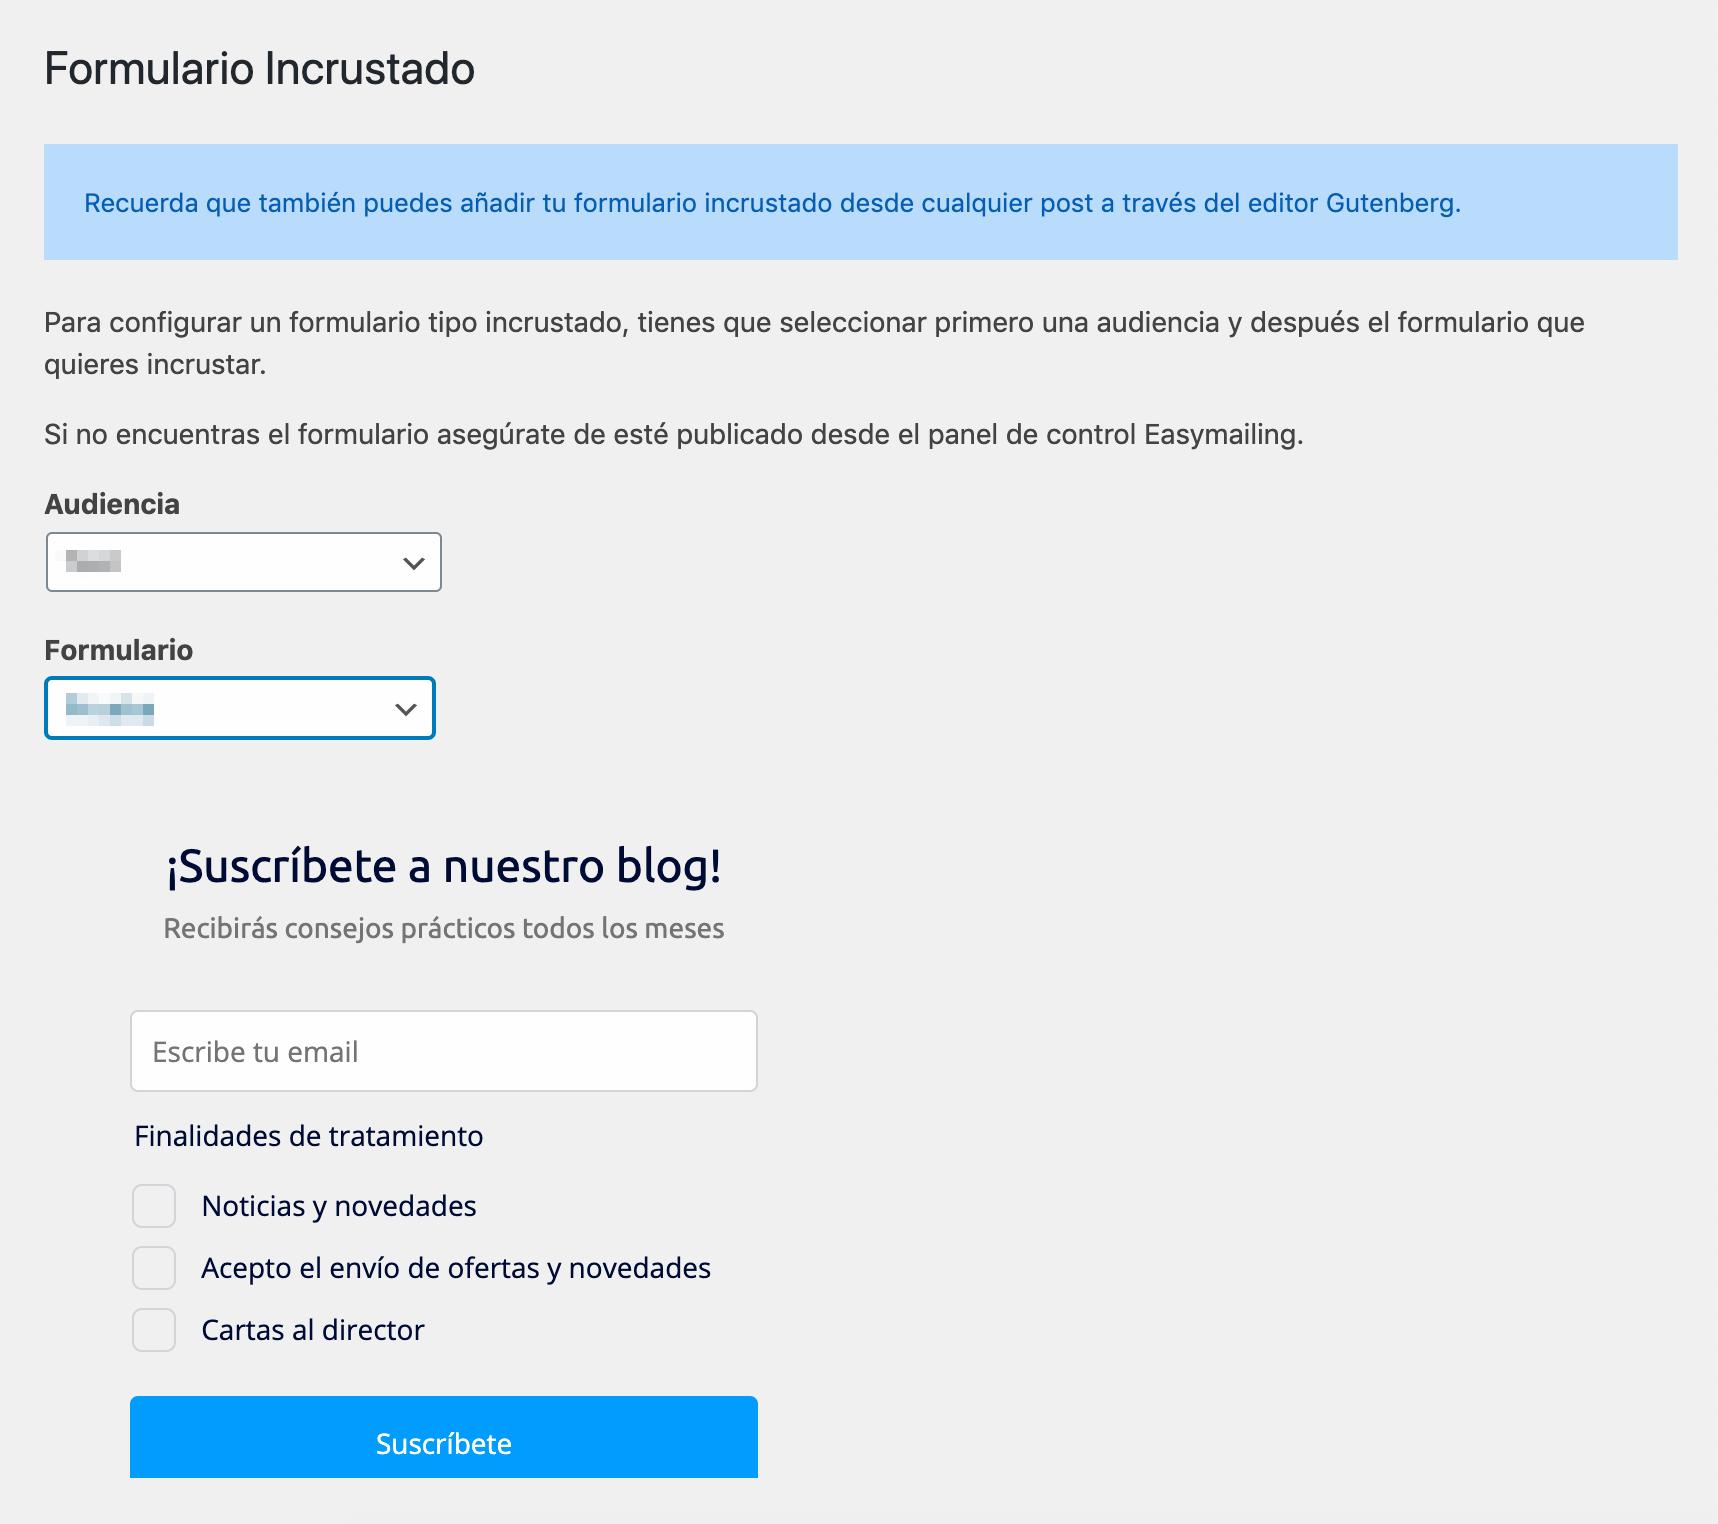 Formulario Incrustado
Recuerda que también puedes añadir tu formulario incrustado desde cualquier post a través del editor Gutenberg.
Para configurar un formulario tipo incrustado, tienes que seleccionar primero una audiencia y después el formulario que
quieres incrustar.
Si no encuentras el formulario asegúrate de esté publicado desde el panel de control Easymailing.
Audiencia
Formulario
¡Suscríbete a nuestro blog!
Recibirás consejos prácticos todos los meses
Escribe tu email
Finalidades de tratamiento
Noticias y novedades
Acepto el envío de ofertas y novedades
Cartas al director
Suscríbete